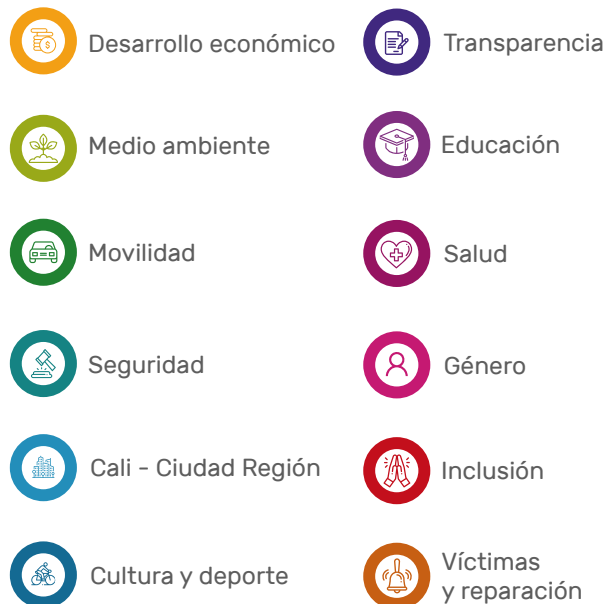 Desarrollo económico
Transparencia
Medio ambiente
Educación
Movilidad
Salud
Seguridad
Género
Cali - Ciudad Región
Inclusión
Cultura y deporte
Víctimas
y reparación